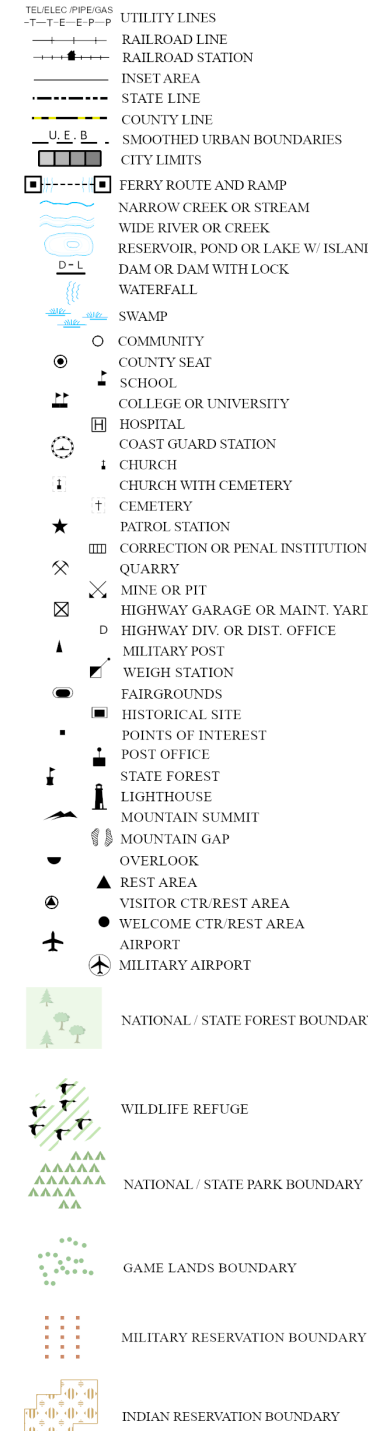 TEL/ELEC /PIPE/GAS
-T—T-E—E-P—P UTILITY LINES
RAILROAD LINE
RAILROAD STATION
INSET AREA
STATE LINE
COUNTY LINE
U. E. B SMOOTHED URBAN BOUNDARIES
CITY LIMITS
FERRY ROUTE AND RAMP
NARROW CREEK OR STREAM
WIDE RIVER OR CREEK
RESERVOIR, POND OR LAKE W/ ISLAN
D-L DAM OR DAM WITH LOCK
WATERFALL
SWAMP
COMMUNITY
COUNTY SEAT
SCHOOL
COLLEGE OR UNIVERSITY
H HOSPITAL
COAST GUARD STATION
CHURCH
CHURCH WITH CEMETERY
CEMETERY
PATROL STATION
CORRECTION OR PENAL INSTITUTION
QUARRY
MINE OR PIT
HIGHWAY GARAGE OR MAINT. YARD
D HIGHWAY DIV. OR DIST. OFFICE
MILITARY POST
WEIGH STATION
FAIRGROUNDS
HISTORICAL SITE
POINTS OF INTEREST
POST OFFICE
STATE FOREST
LIGHTHOUSE
MOUNTAIN SUMMIT
MOUNTAIN GAP
OVERLOOK
REST AREA
VISITOR CTR/REST AREA
WELCOME CTR/REST AREA
AIRPORT
MILITARY AIRPORT
NATIONAL / STATE FOREST BOUNDAR
WILDLIFE REFUGE
NATIONAL / STATE PARK BOUNDARY
GAME LANDS BOUNDARY
MILITARY RESERVATION BOUNDARY
INDIAN RESERVATION BOUNDARY